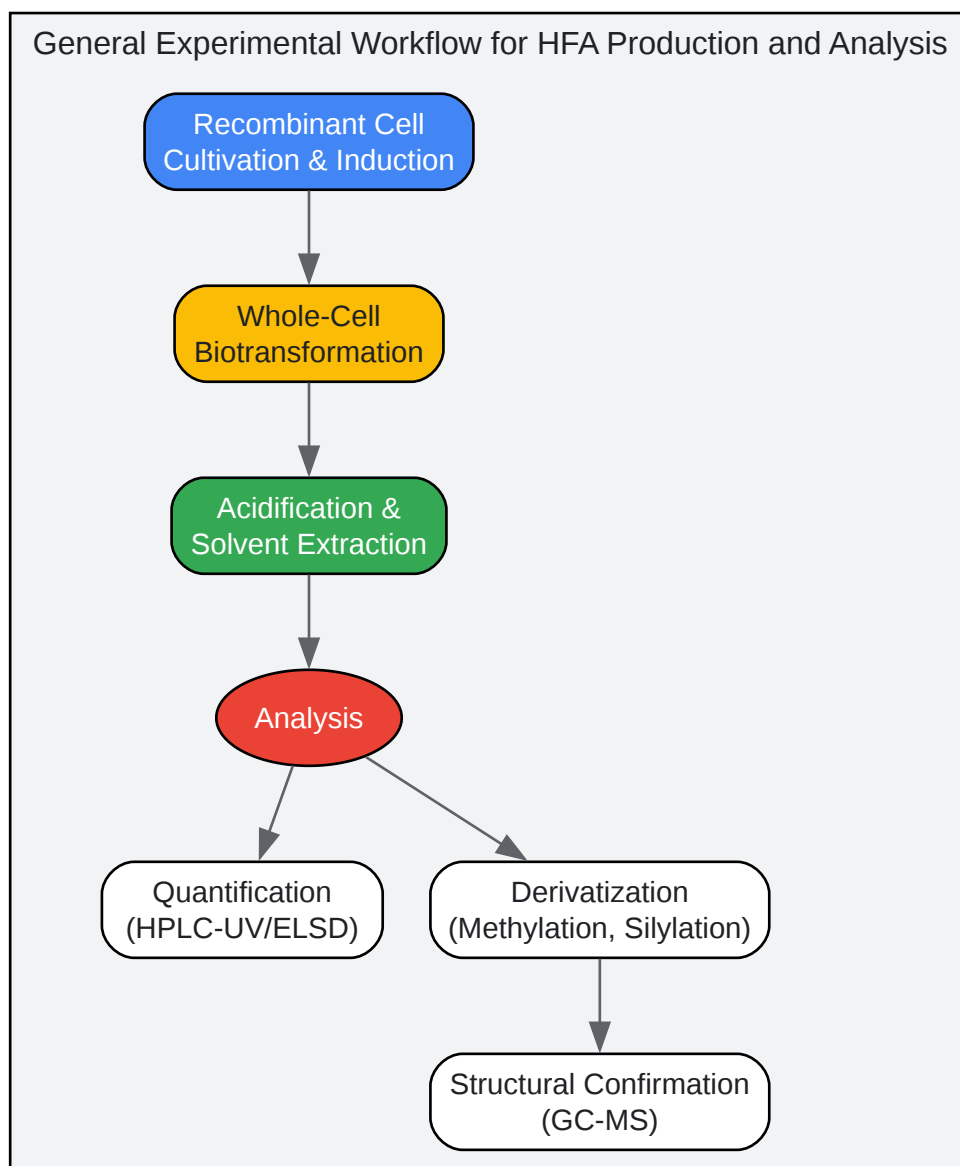 General Experimental Workflow for HFA Production and Analysis
Recombinant Cell
Cultivation & Induction
Whole-Cell
Biotransformation
Acidification &
Solvent Extraction
Analysis
Quantification
(HPLC-UV/ELSD)
Derivatization
(Methylation, Silylation)
Structural Confirmation
(GC-MS)